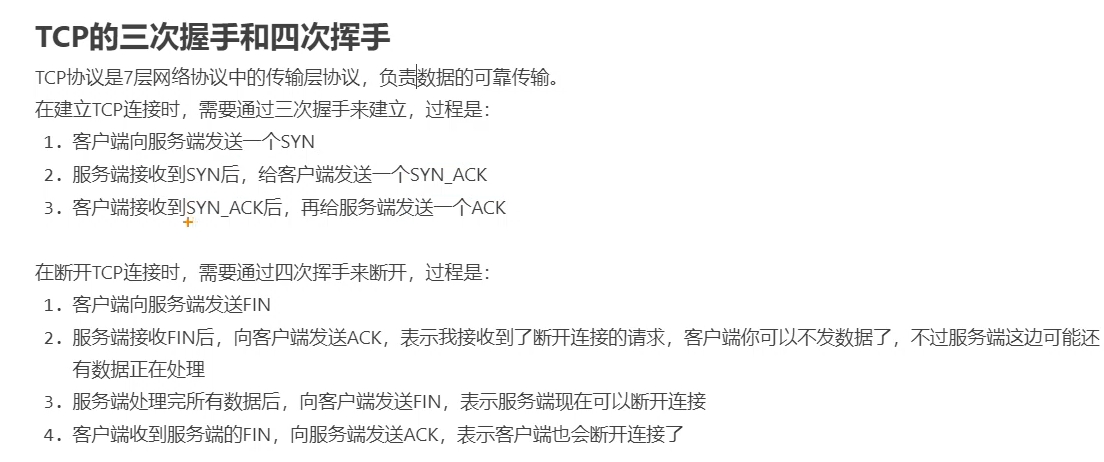 TCP的三次握手和四次挥手
TCP协议是7层网络协议中的传输层协议，负责数据的可靠传输。
在建立TCP连接时，需要通过三次握手来建立，过程是：
1. 客户端向服务端发送一个SYN
2. 服务端接收到SYN后，给客户端发送一个SYN_ACK
3. 客户端接收到SYN_ACK后，再给服务端发送一个ACK
在断开TCP连接时，需要通过四次挥手来断开，过程是：
1. 客户端向服务端发送FIN
2. 服务端接收FIN后，向客户端发送ACK，表示我接收到了断开连接的请求，客户端你可以不发数据了，不过服务端这边可能还
有数据正在处理
3. 服务端处理完所有数据后，向客户端发送FIN，表示服务端现在可以断开连接
4. 客户端收到服务端的FIN，向服务端发送ACK，表示客户端也会断开连接了